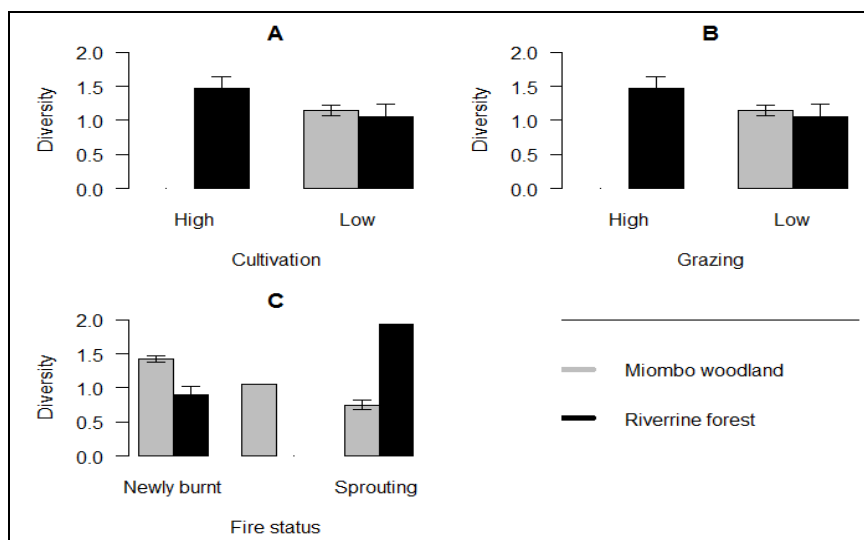 A
Diversity
2.0
1.5
1.0
0.5
0.0
High Low
Cultivation
B
Diversity
2.0
1.5
1.0
0.5
0.0
High Low
Grazing
C
Diversity
2.0
1.5
1.0
0.5
0.0
Newly burnt Sprouting
Fire status
Miombo woodland
Riverrine forest